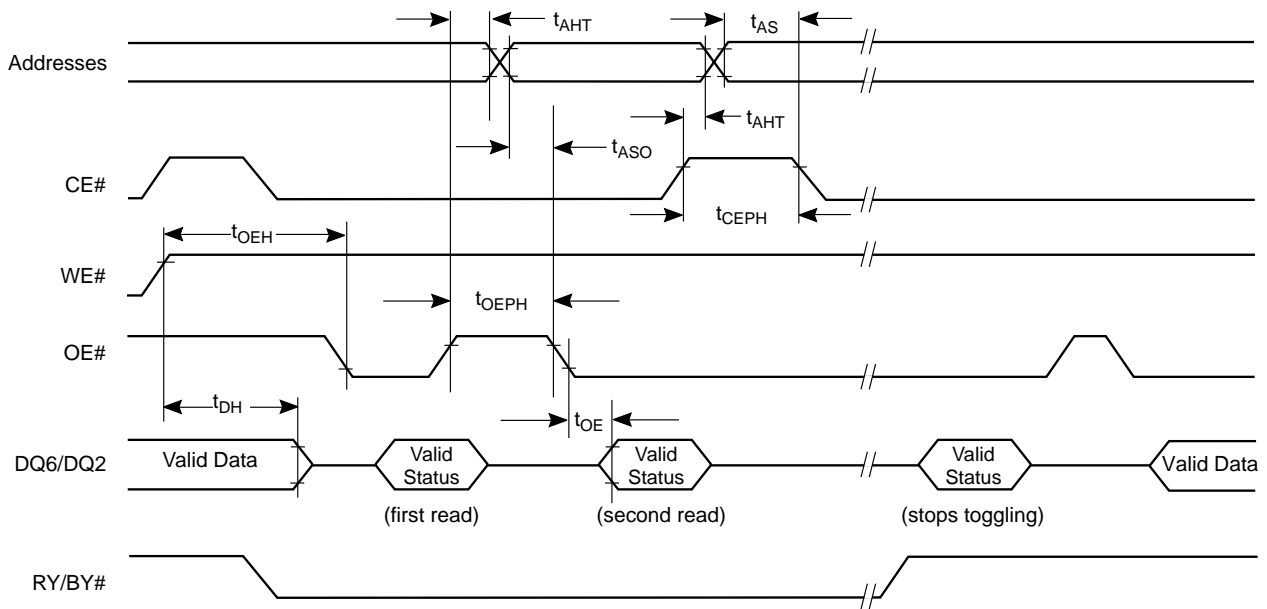 tAHT
tAS
Addresses
tAHT
tASO
CE#
tCEPH
tOEH
WE#
tOEPH
OE#
tDH
tOE
DQ6/DQ2
Valid Data
Valid
Status
Valid
Status
Valid
Status
Valid Data
(first read)
(second read)
(stops toggling)
RY/BY#